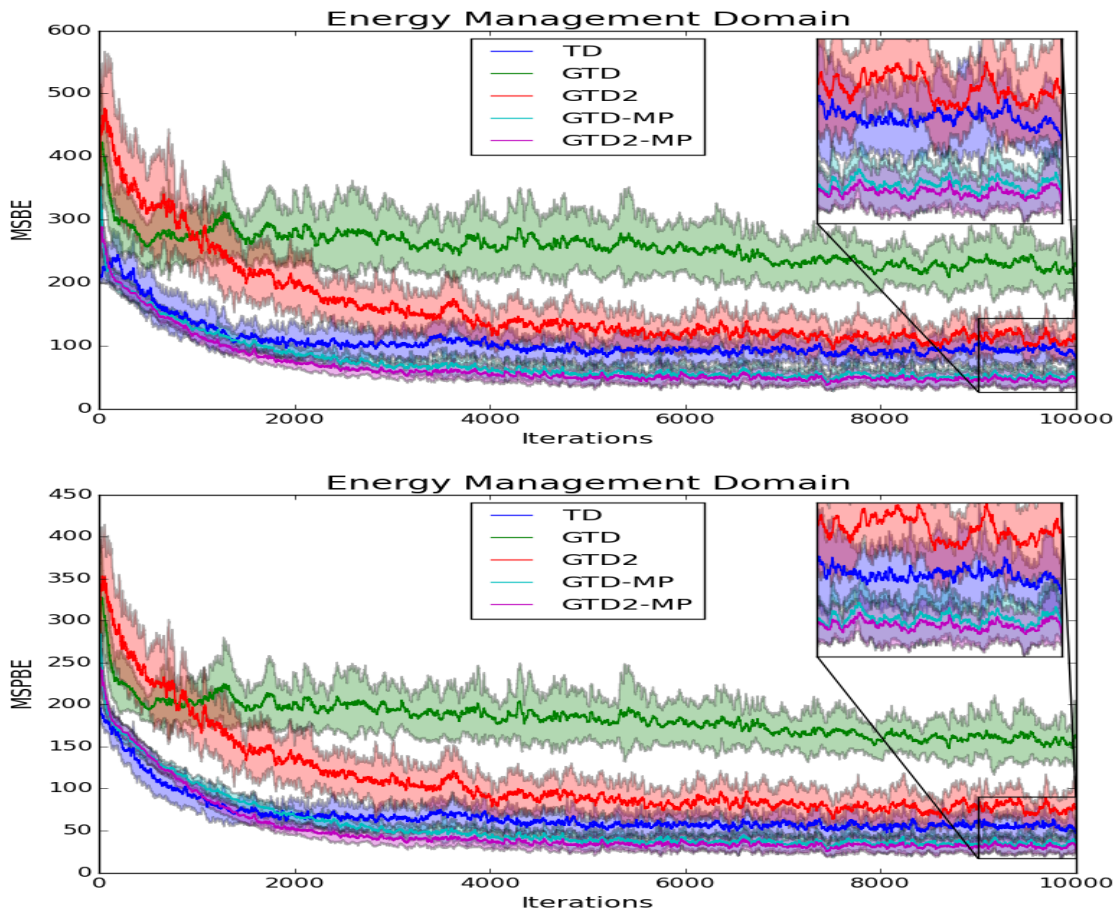 Energy Management Domain
600
500
400
300
200
100
0
MSBE
TD
GTD
GTD2
GTD-MP
GTD2-MP
0 2000 4000 6000 8000 10000
Iterations
Energy Management Domain
450
400
350
300
250
200
150
100
50
0
MSPBE
TD
GTD
GTD2
GTD-MP
GTD2-MP
0 2000 4000 6000 8000 10000
Iterations